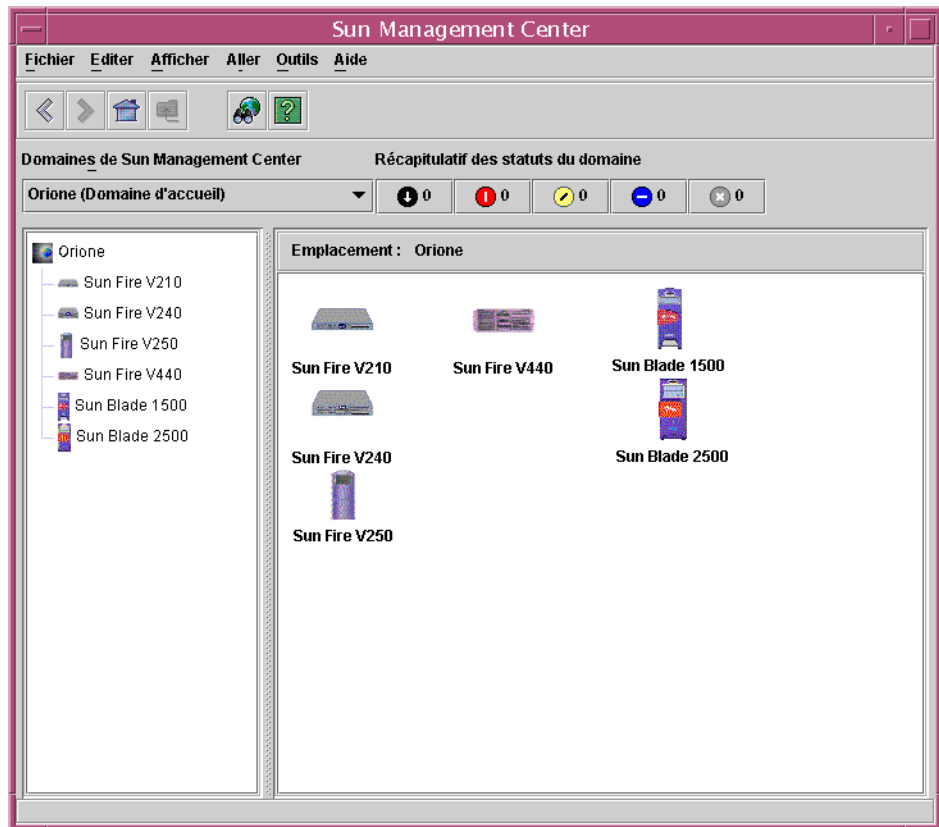 Sun Management Center
Fichier Editer Afficher Aller Outils Aide
Domaines de Sun Management Center Récapitulatif des statuts du domaine
Orione (Domaine d'accueil) 0 0 0 0 0
Orione
Sun Fire V210
Sun Fire V240
Sun Fire V250
Sun Fire V440
Sun Blade 1500
Sun Blade 2500
Emplacement : Orione
Sun Fire V210 Sun Fire V440 Sun Blade 1500
Sun Fire V240 Sun Blade 2500
Sun Fire V250